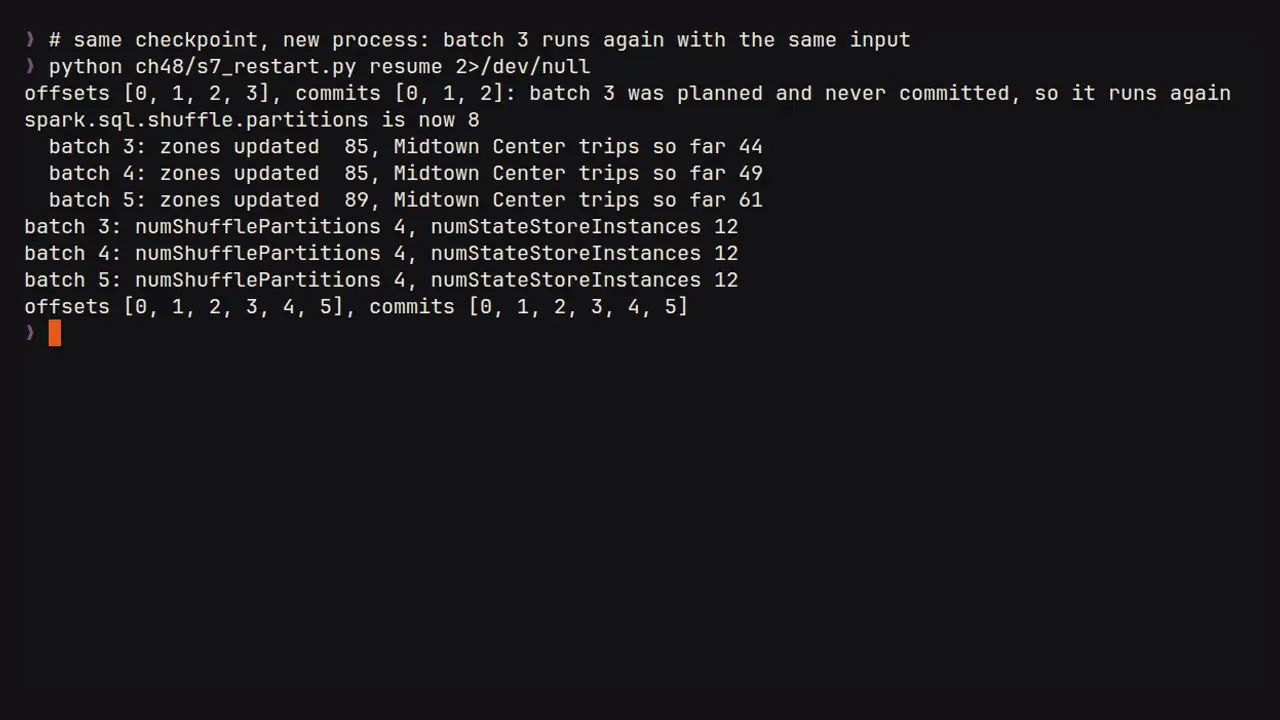 ❯ # same checkpoint, new process: batch 3 runs again with the same input
❯ python ch48/s7_restart.py resume 2>/dev/null
offsets [0, 1, 2, 3], commits [0, 1, 2]: batch 3 was planned and never committed, so it runs again
spark.sql.shuffle.partitions is now 8
  batch 3: zones updated  85, Midtown Center trips so far 44
  batch 4: zones updated  85, Midtown Center trips so far 49
  batch 5: zones updated  89, Midtown Center trips so far 61
batch 3: numShufflePartitions 4, numStateStoreInstances 12
batch 4: numShufflePartitions 4, numStateStoreInstances 12
batch 5: numShufflePartitions 4, numStateStoreInstances 12
offsets [0, 1, 2, 3, 4, 5], commits [0, 1, 2, 3, 4, 5]
❯